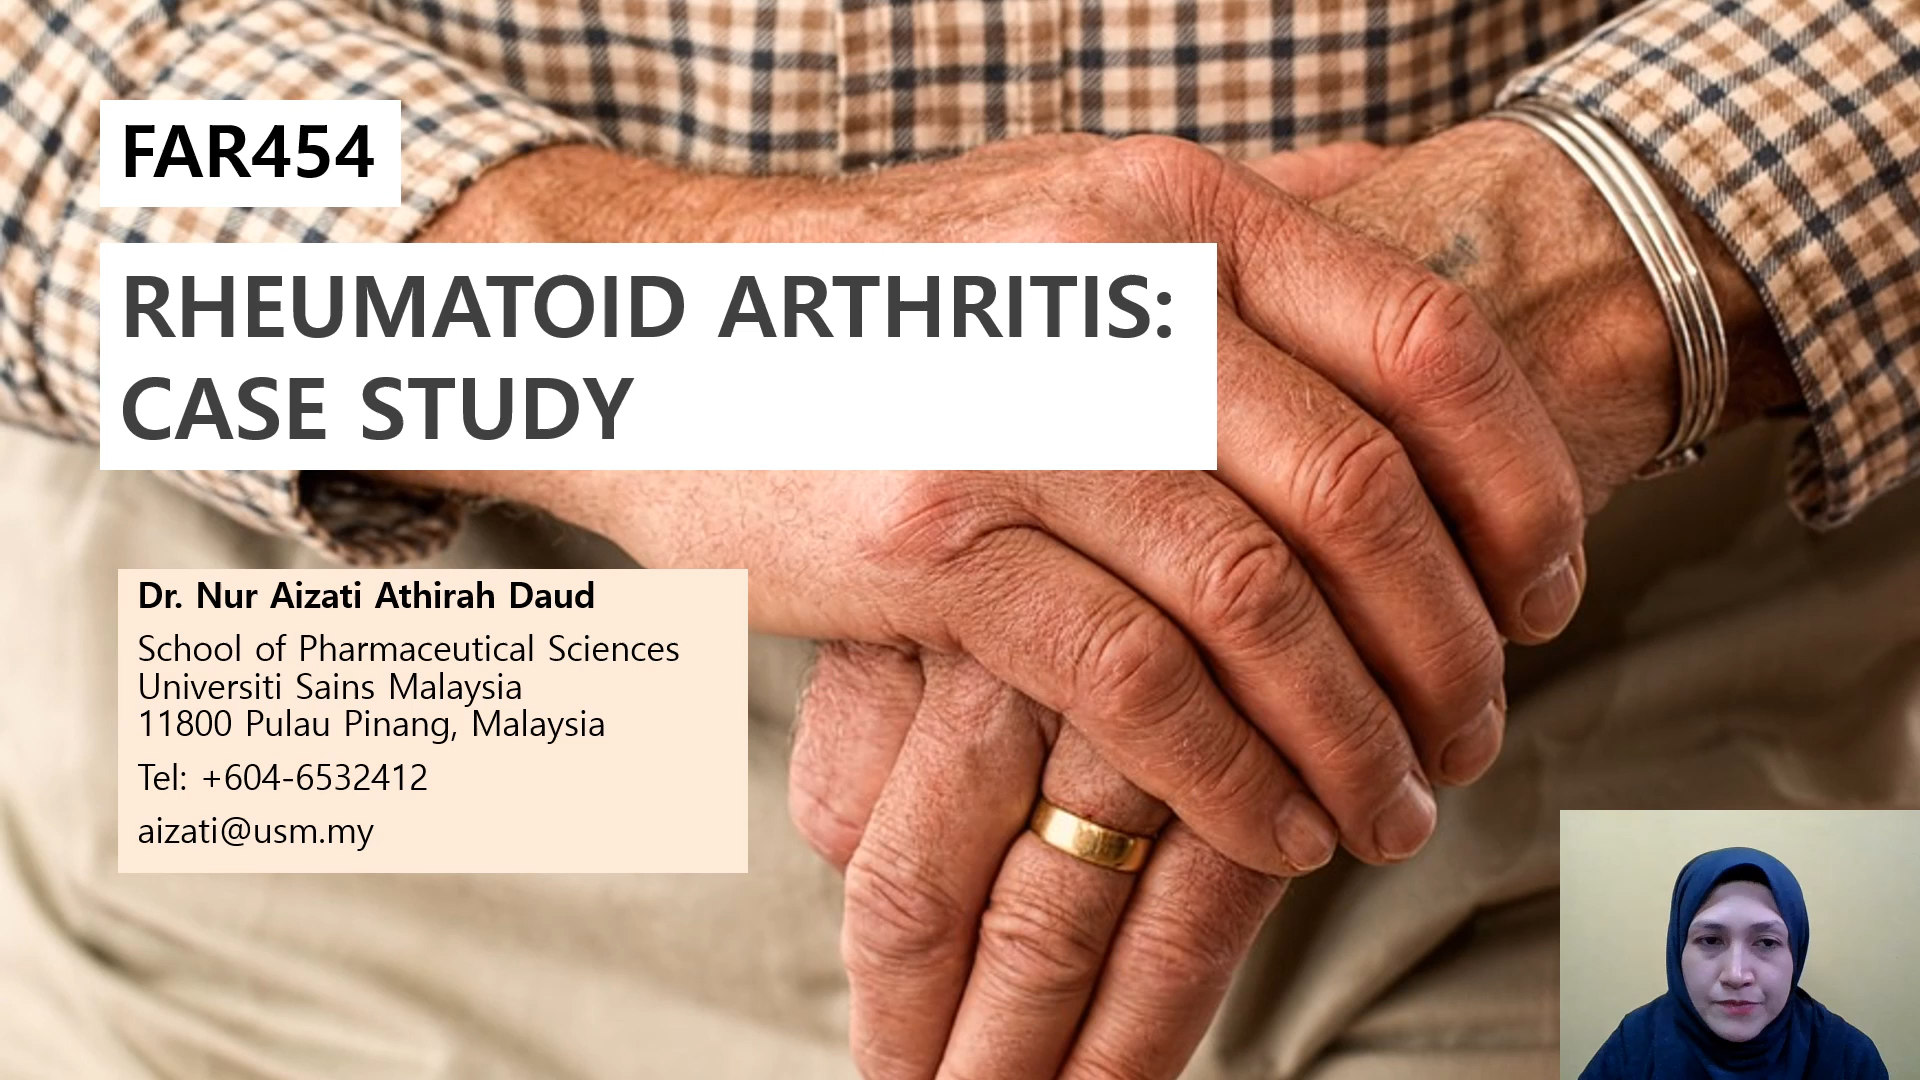 FAR454
RHEUMATOID ARTHRITIS:
CASE STUDY
Dr. Nur Aizati Athirah Daud
School of Pharmaceutical Sciences
Universiti Sains Malaysia
11800 Pulau Pinang, Malaysia
Tel: +604-6532412
aizati@usm.my